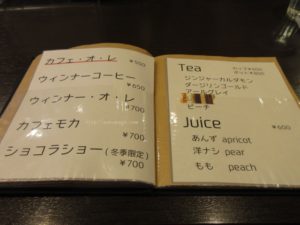 カフェ・オ・レ ¥600
ウィンナーコーヒー
¥650
ウィンナー・オ・レ
¥700
カフェモカ
¥700
ショコラショー(冬季限定)
¥700
Tea
ジンジャーカルダモン
ダージリンゴールド
アールグレイ
ピーチ
Juice ¥600
あんず apricot
洋ナシ pear
もも peach